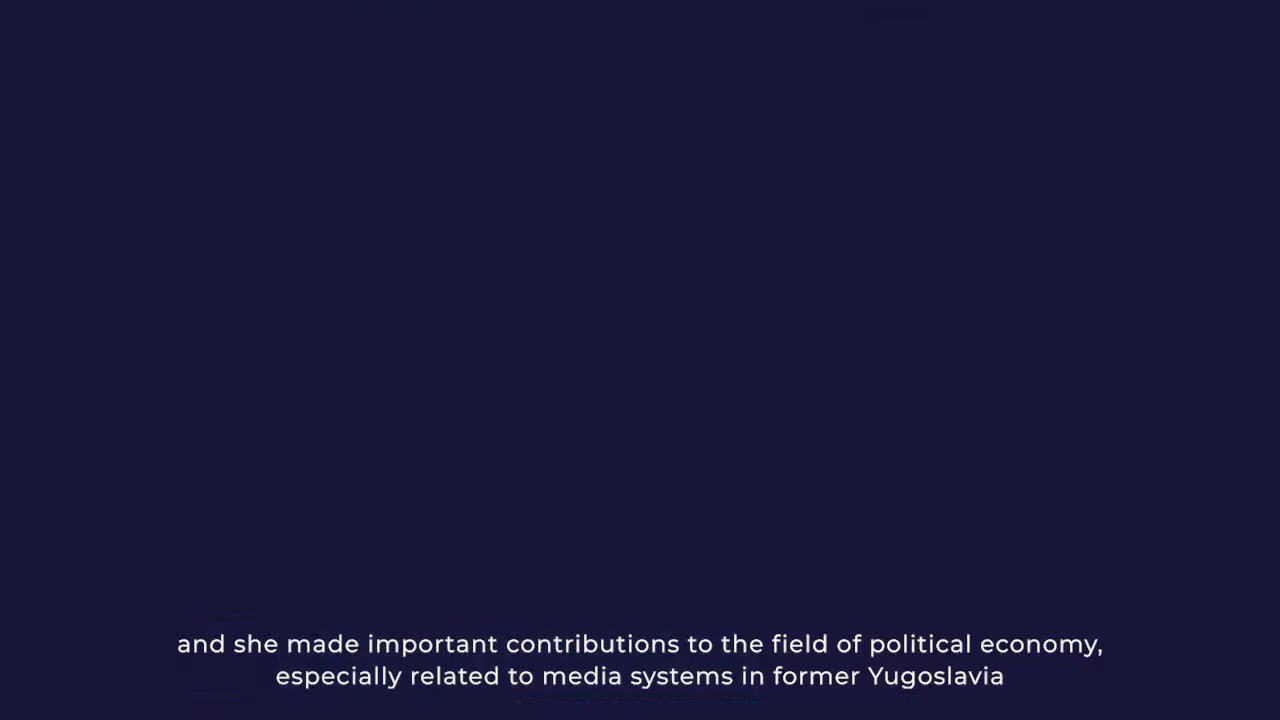 and she made important contributions to the field of political economy,
especially related to media systems in former Yugoslavia